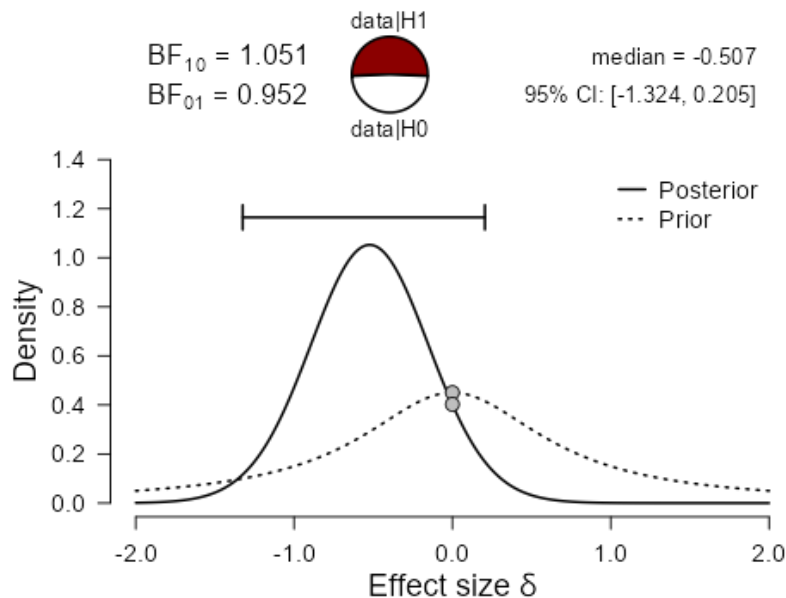 data|H1
BF₁₀ = 1.051
BF₀₁ = 0.952
median = -0.507
95% CI: [-1.324, 0.205]
data|H0
Posterior
Prior
Density
1.4
1.2
1.0
0.8
0.6
0.4
0.2
0.0
-2.0 -1.0 0.0 1.0 2.0
Effect size δ